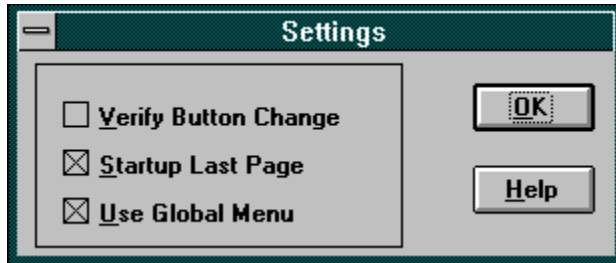 Settings
Verify Button Change
Startup Last Page
Use Global Menu
OK
Help